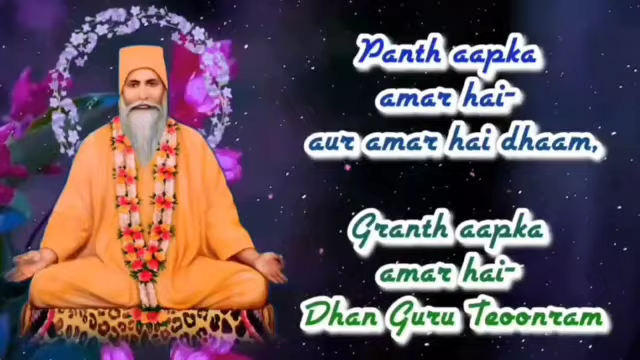 Panth aapka
amar hai-
aur amar hai dhaam,
Granth aapka
amar hai-
Dhan Guru Teoonram